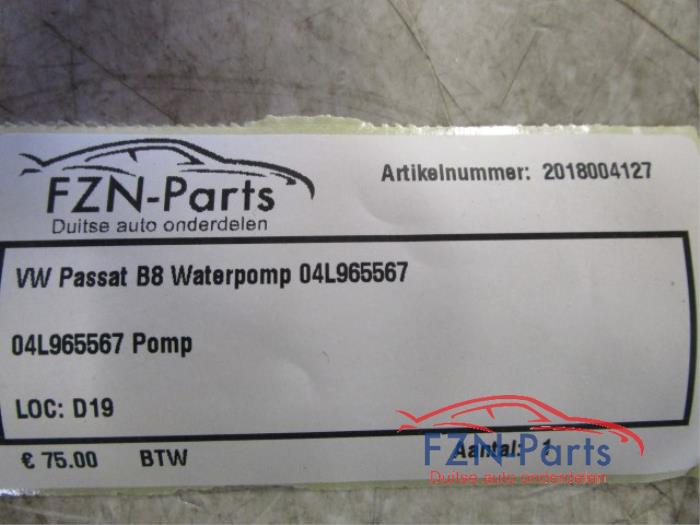 FZN-Parts
Duitse auto onderdelen
Artikelnummer: 2018004127
VW Passat B8 Waterpomp 04L965567
04L965567 Pomp
LOC: D19
€ 75.00 BTW Aantal: 1
FZN-Parts
Duitse auto onderdelen